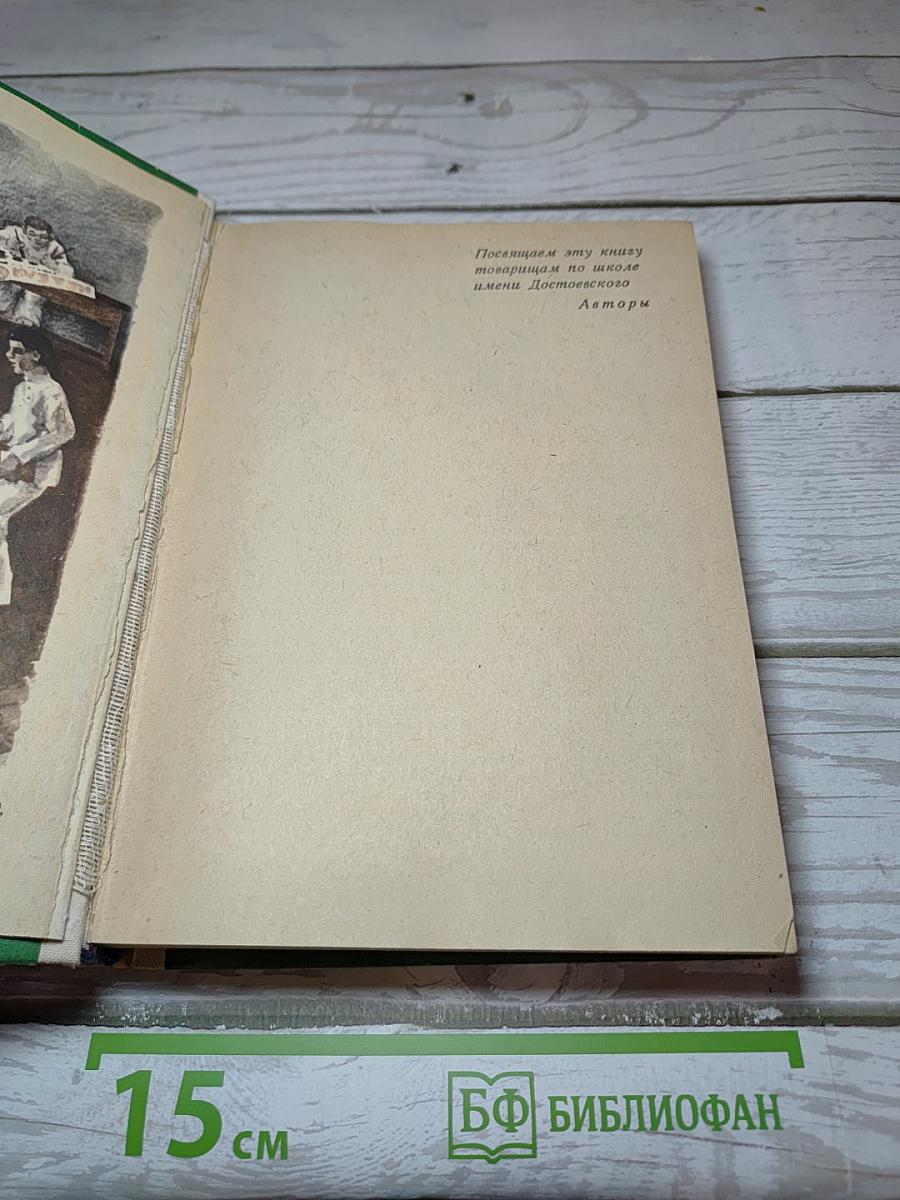 Посвящаем эту книгу
товарищам по школе
имени Достоевского
Авторы
15 см
БФ БИБЛИОФАН